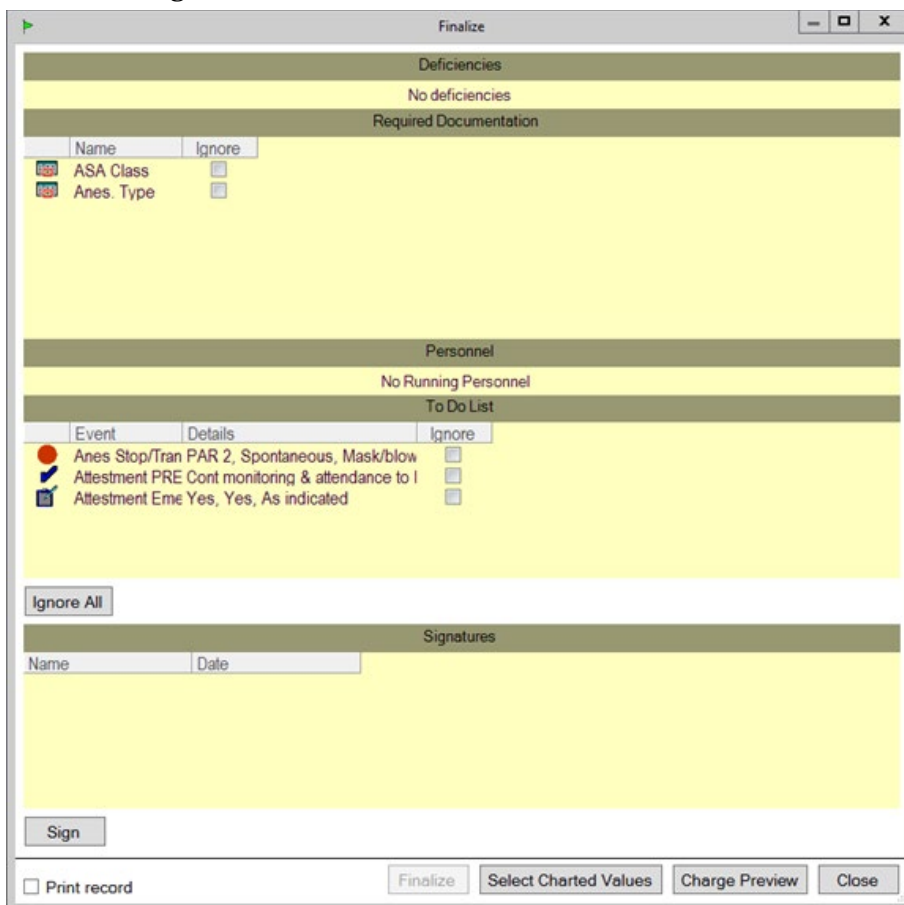 Finalize
Deficiencies
No deficiencies
Required Documentation
Name Ignore
ASA Class
Anes. Type
Personnel
No Running Personnel
To Do List
Event Details Ignore
Anes Stop/Tran PAR 2, Spontaneous, Mask/blow
Attestment PRE Cont monitoring & attendance to
Attestment Eme Yes, Yes, As indicated
Ignore All
Signatures
Name Date
Sign
Print record Finalize Select Charted Values Charge Preview Close